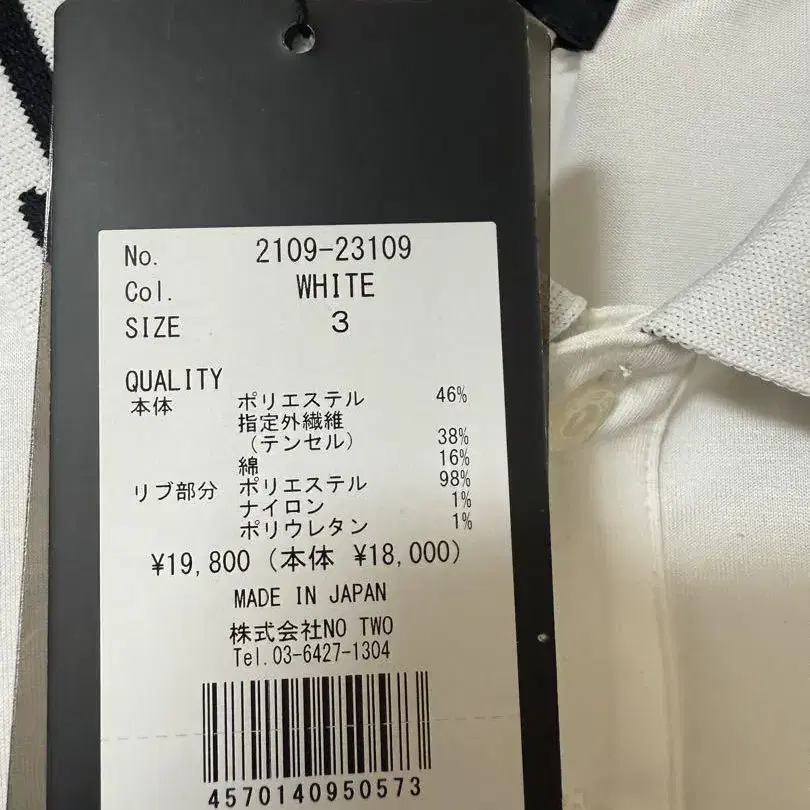 No. 2109-23109
Col. WHITE
SIZE 3
QUALITY
本体 ポリエステル 46%
指定外繊維
(テンセル) 38%
綿 16%
リブ部分 ポリエステル 98%
ナイロン 1%
ポリウレタン 1%
¥19,800 (本体 ¥18,000)
MADE IN JAPAN
株式会社NO TWO
Tel.03-6427-1304
4570140950573